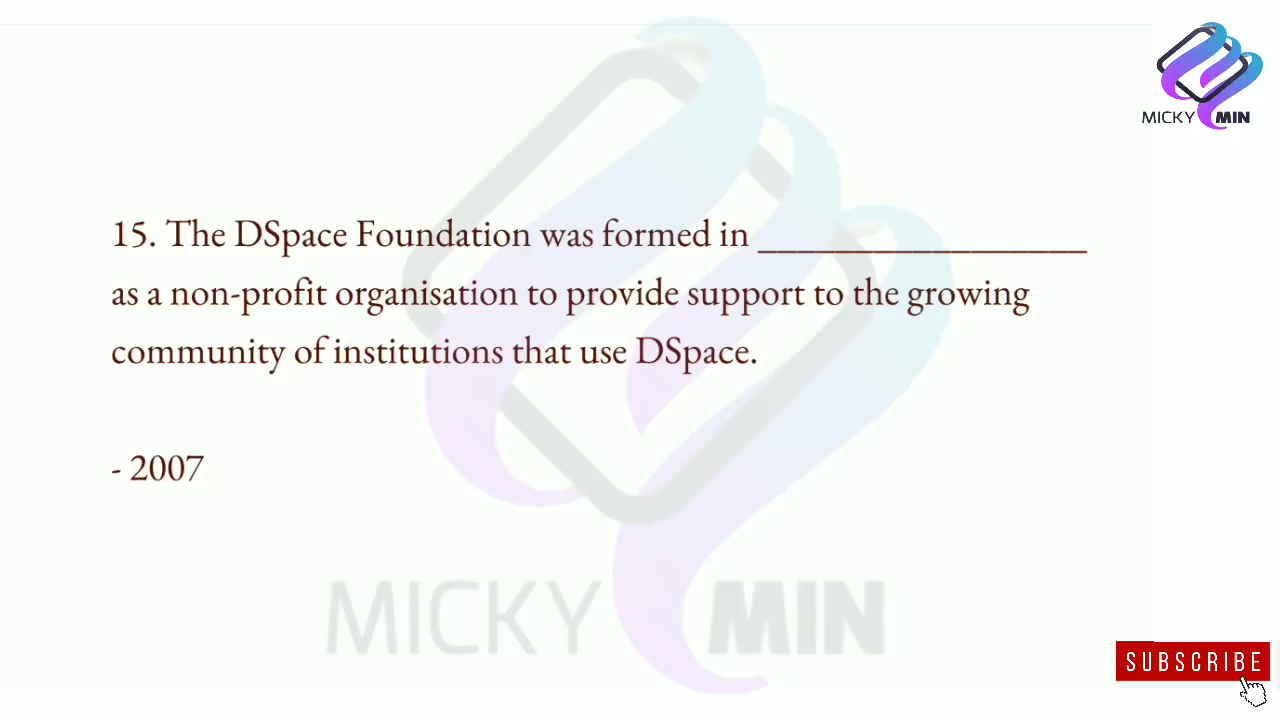 MICKY MIN
15. The DSpace Foundation was formed in _________________
as a non-profit organisation to provide support to the growing
community of institutions that use DSpace.
- 2007
MICKY MIN
SUBSCRIBE